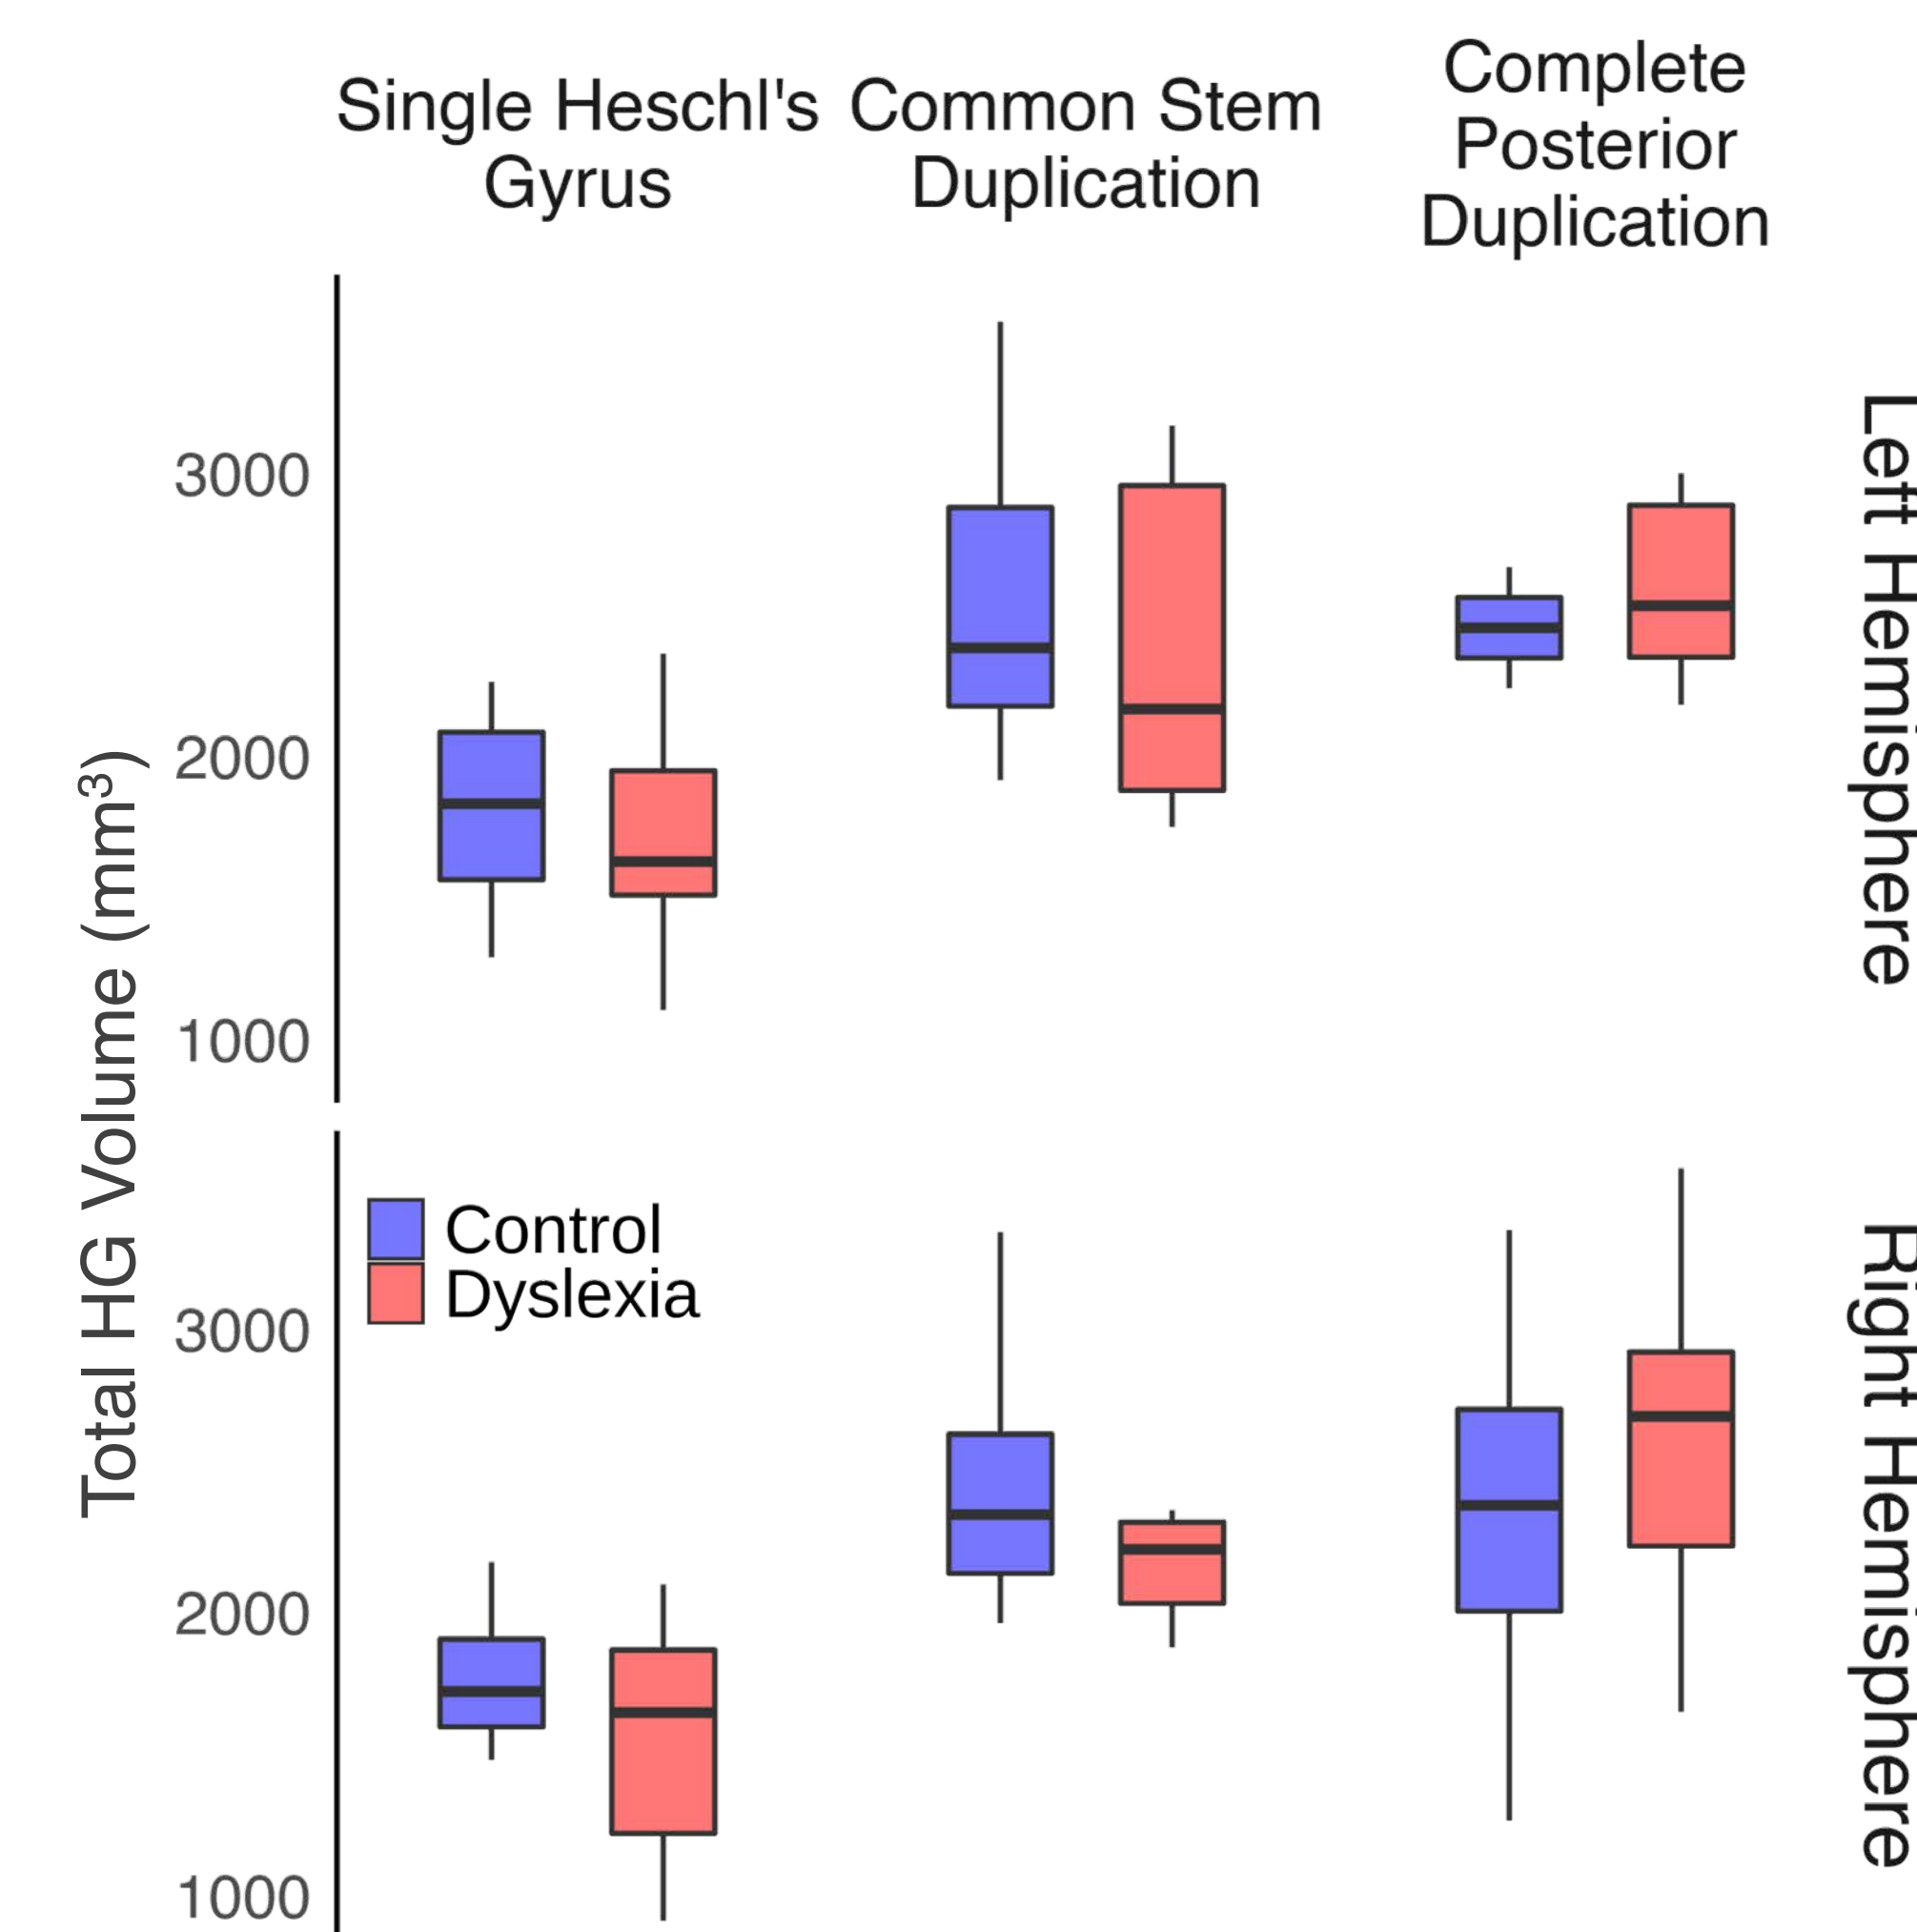 Single Heschl's
Gyrus
Common Stem
Duplication
Complete
Posterior
Duplication
Total HG Volume (mm³)
3000
2000
1000
Left Hemisphere
Control
Dyslexia
3000
2000
1000
Right Hemisphere